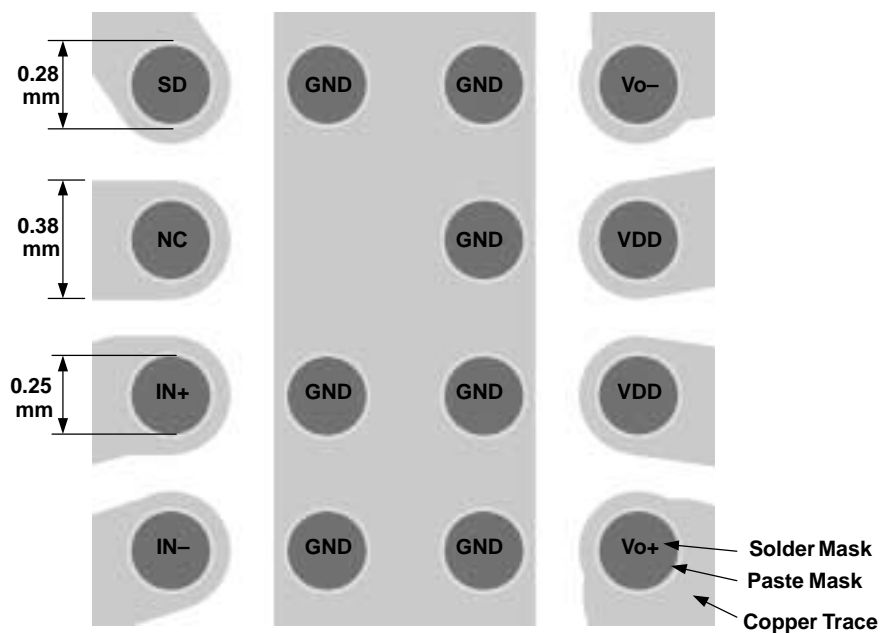 0.28
mm
SD
GND
GND
Vo–
0.38
mm
NC
GND
VDD
0.25
mm
IN+
GND
GND
VDD
IN–
GND
GND
Vo+
Solder Mask
Paste Mask
Copper Trace